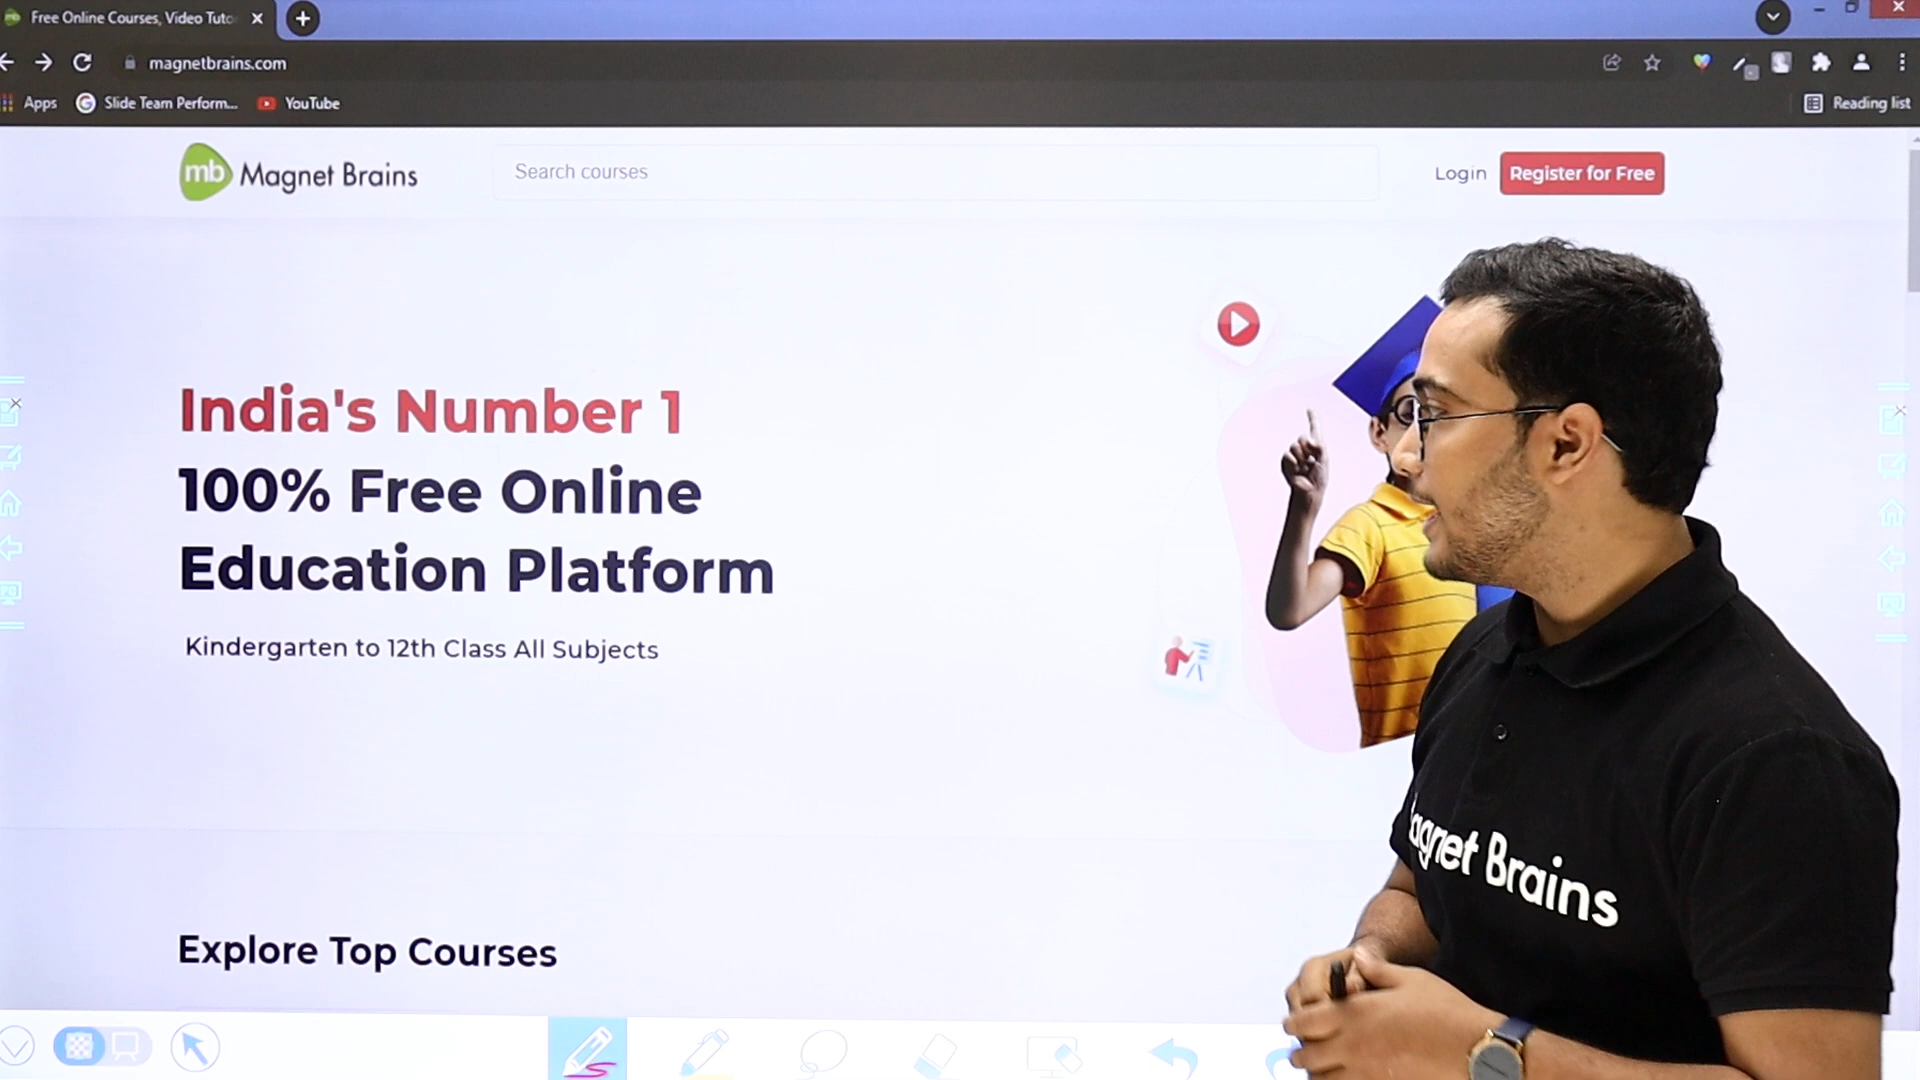 Free Online Courses, Video Tuto
magnetbrains.com
Apps
Slide Team Perform...
YouTube
Reading list
mb Magnet Brains
Search courses
Login
Register for Free
India's Number 1
100% Free Online
Education Platform
Kindergarten to 12th Class All Subjects
agnet Brains
Explore Top Courses